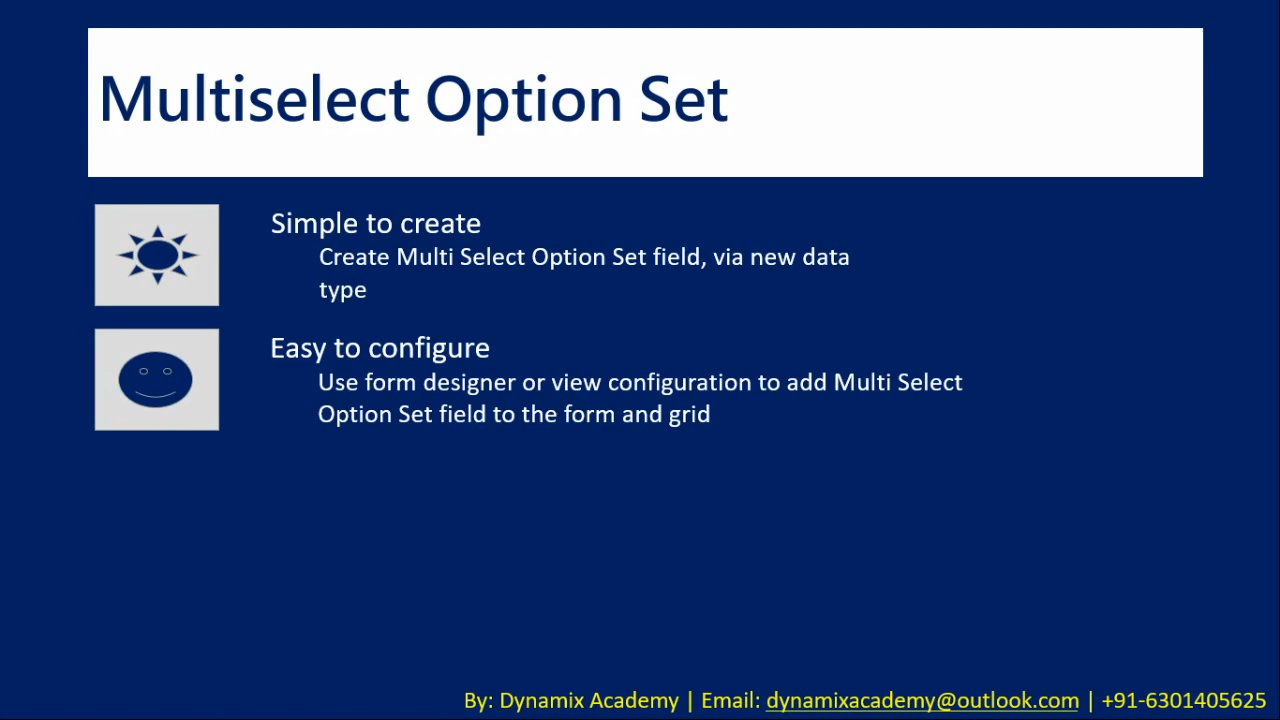 Multiselect Option Set
Simple to create
Create Multi Select Option Set field, via new data
type
Easy to configure
Use form designer or view configuration to add Multi Select
Option Set field to the form and grid
By: Dynamix Academy | Email: dynamixacademy@outlook.com | +91-6301405625